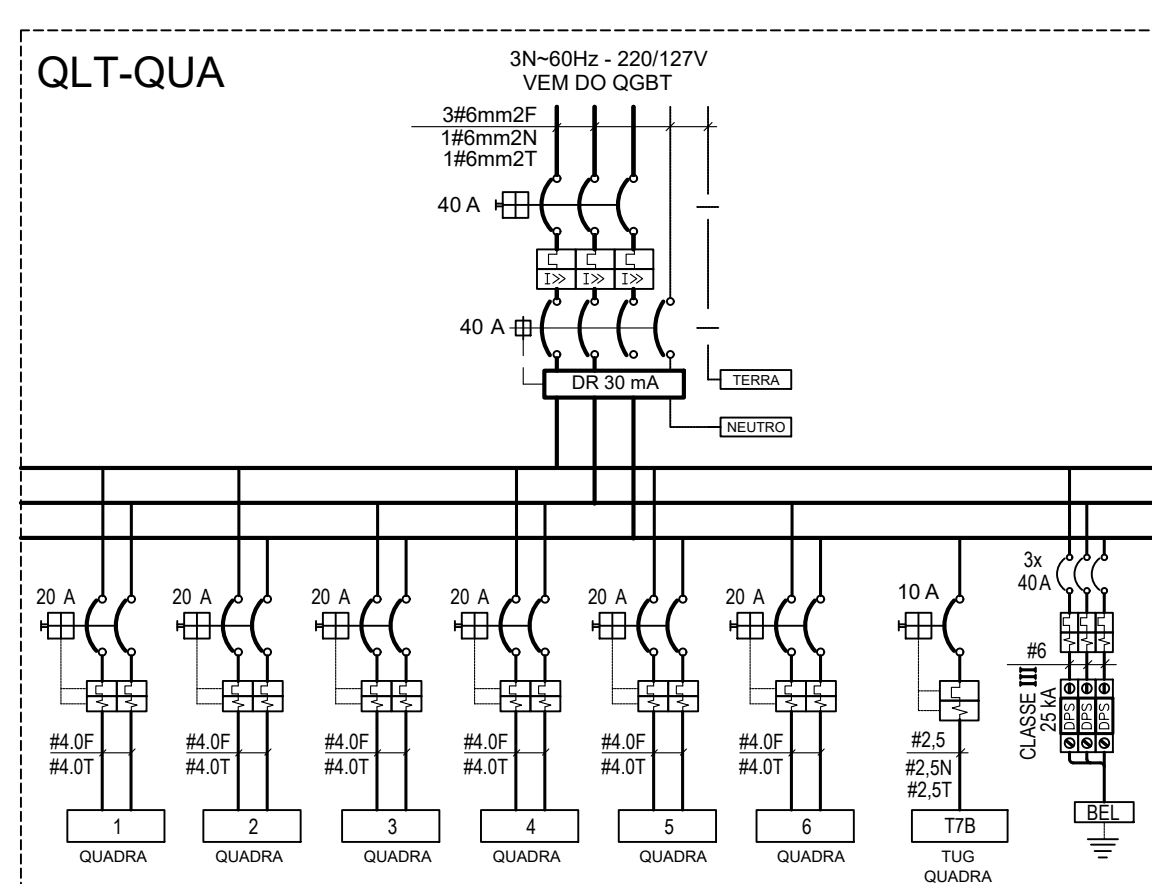 QLT-QUA
3N~60Hz - 220/127V
VEM DO QGBT
3#6mm2F
1#6mm2N
1#6mm2T
40 A
I>> I>> I>>
40 A
DR 30 mA
TERRA
NEUTRO
20 A
20 A
20 A
20 A
20 A
20 A
10 A
3x
40 A
#6
CLASSE III
25 kA
DPS DPS DPS
#4.0F
#4.0T
#4.0F
#4.0T
#4.0F
#4.0T
#4.0F
#4.0T
#4.0F
#4.0T
#4.0F
#4.0T
#2,5
#2,5N
#2,5T
BEL
1
QUADRA
2
QUADRA
3
QUADRA
4
QUADRA
5
QUADRA
6
QUADRA
T7B
TUG
QUADRA